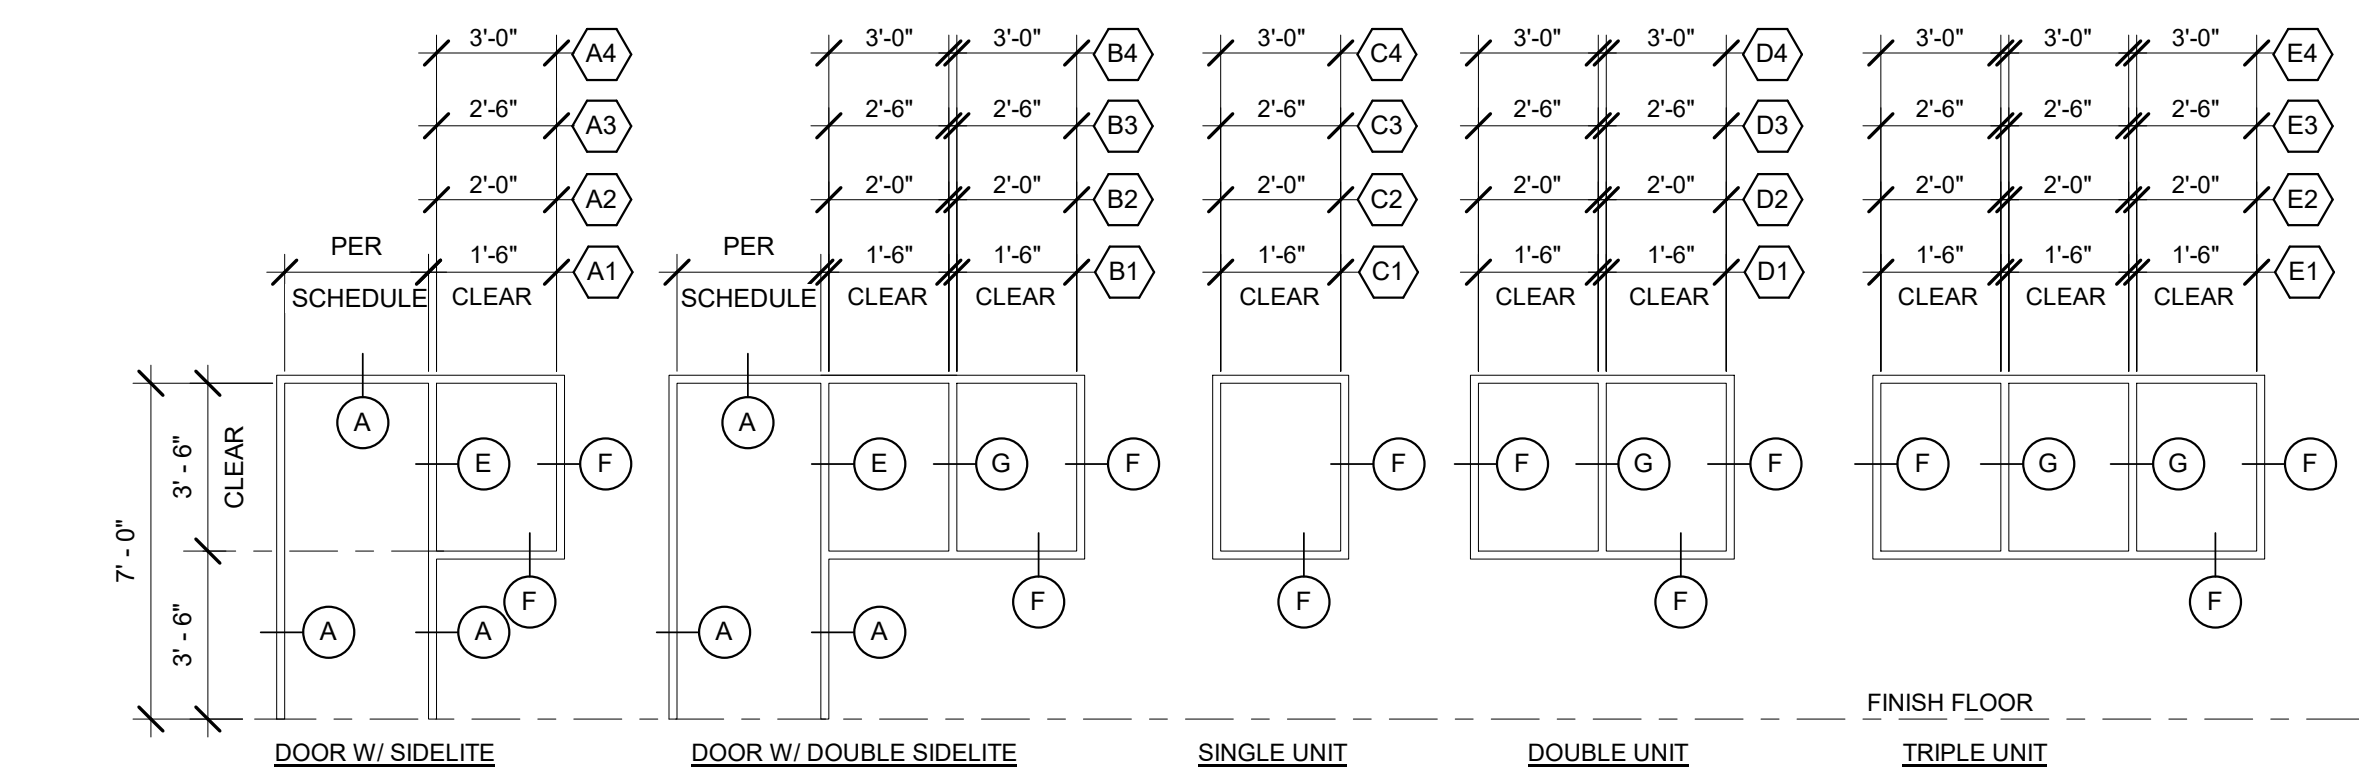 3'-0" A4 3'-0" 3'-0" B4 3'-0" C4 3'-0" 3'-0" D4 3'-0" 3'-0" 3'-0" E4
2'-6" A3 2'-6" 2'-6" B3 2'-6" C3 2'-6" 2'-6" D3 2'-6" 2'-6" 2'-6" E3
2'-0" A2 2'-0" 2'-0" B2 2'-0" C2 2'-0" 2'-0" D2 2'-0" 2'-0" 2'-0" E2
PER 1'-6" A1 PER 1'-6" 1'-6" B1 1'-6" C1 1'-6" 1'-6" D1 1'-6" 1'-6" 1'-6" E1
SCHEDULE CLEAR SCHEDULE CLEAR CLEAR CLEAR CLEAR CLEAR CLEAR CLEAR CLEAR
A A
3' - 6" CLEAR E F E G F F F G F F G G F
7' - 0"
F F F F F
3' - 6" A A A A
FINISH FLOOR
DOOR W/ SIDELITE DOOR W/ DOUBLE SIDELITE SINGLE UNIT DOUBLE UNIT TRIPLE UNIT